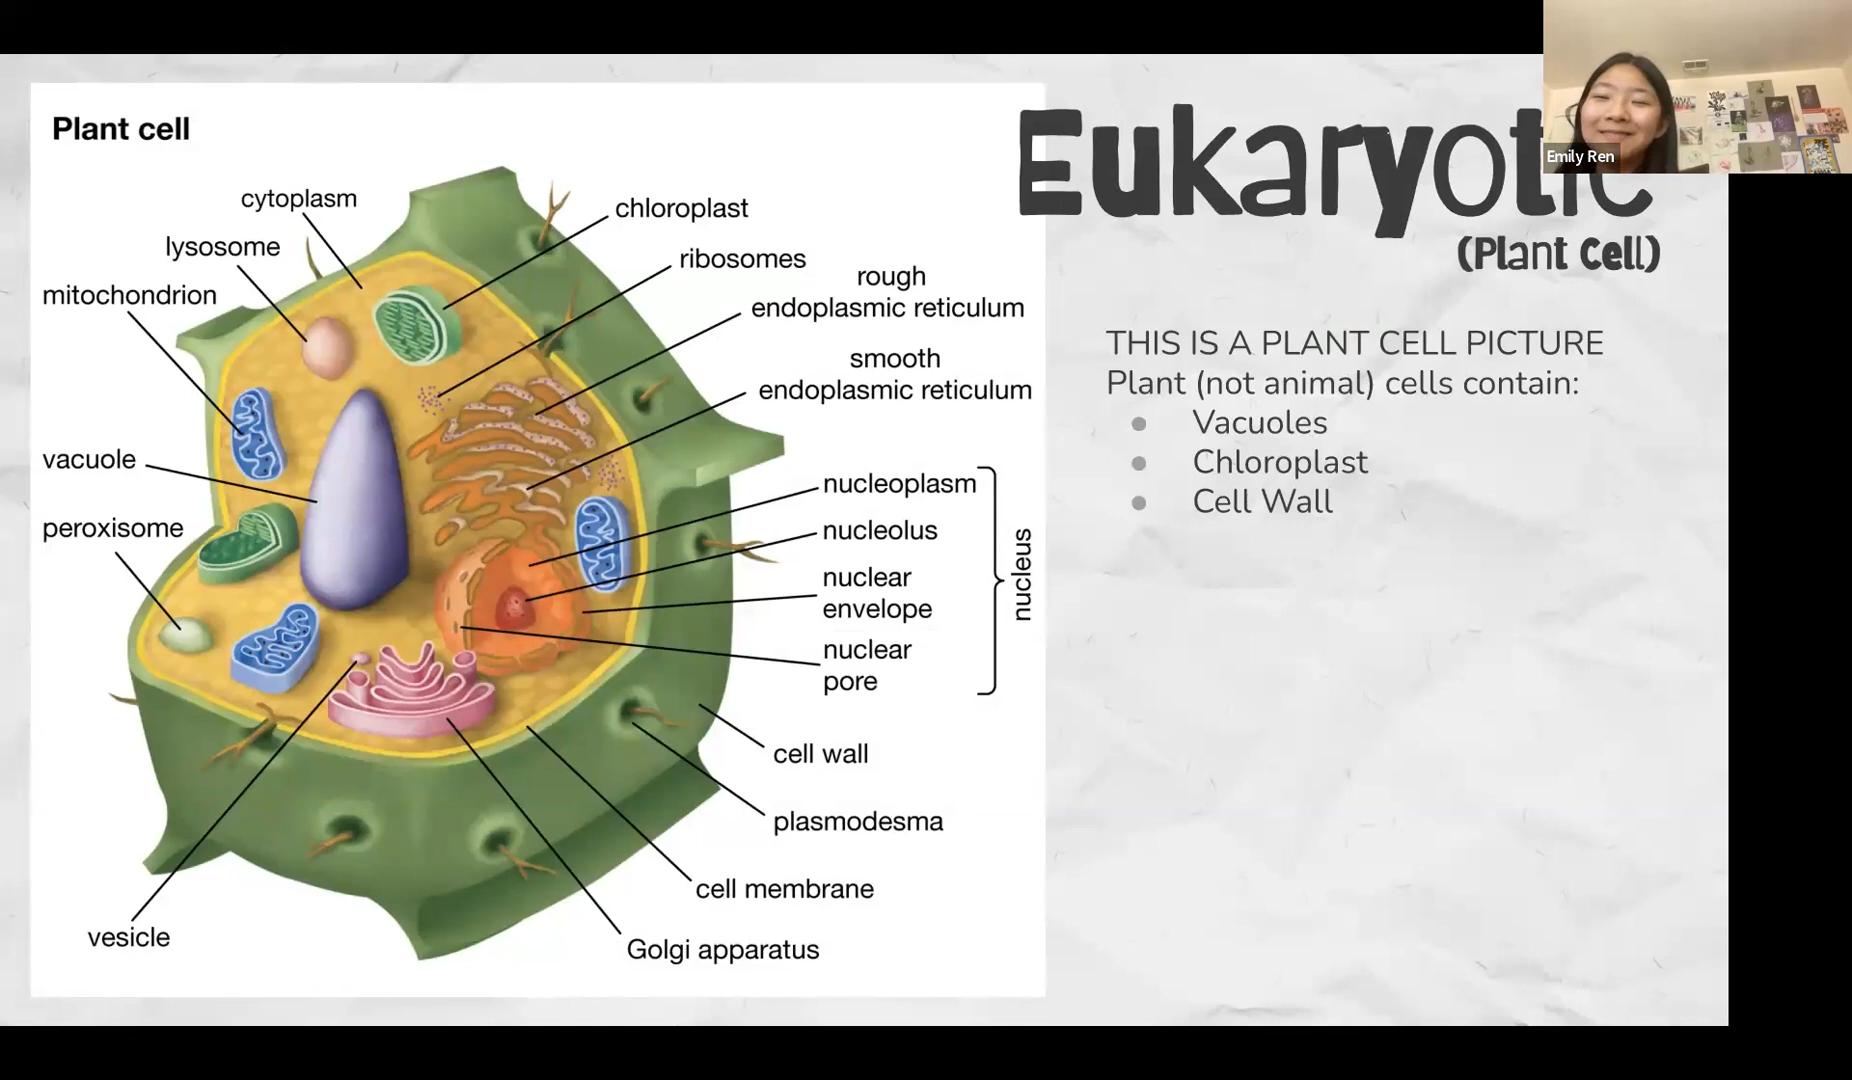 Plant cell
cytoplasm
lysosome
mitochondrion
vacuole
peroxisome
vesicle
chloroplast
ribosomes
rough
endoplasmic reticulum
smooth
endoplasmic reticulum
nucleoplasm
nucleolus
nuclear
envelope
nuclear
pore
nucleus
cell wall
plasmodesma
cell membrane
Golgi apparatus
Eukaryotic
(Plant Cell)
THIS IS A PLANT CELL PICTURE
Plant (not animal) cells contain:
Vacuoles
Chloroplast
Cell Wall
Emily Ren